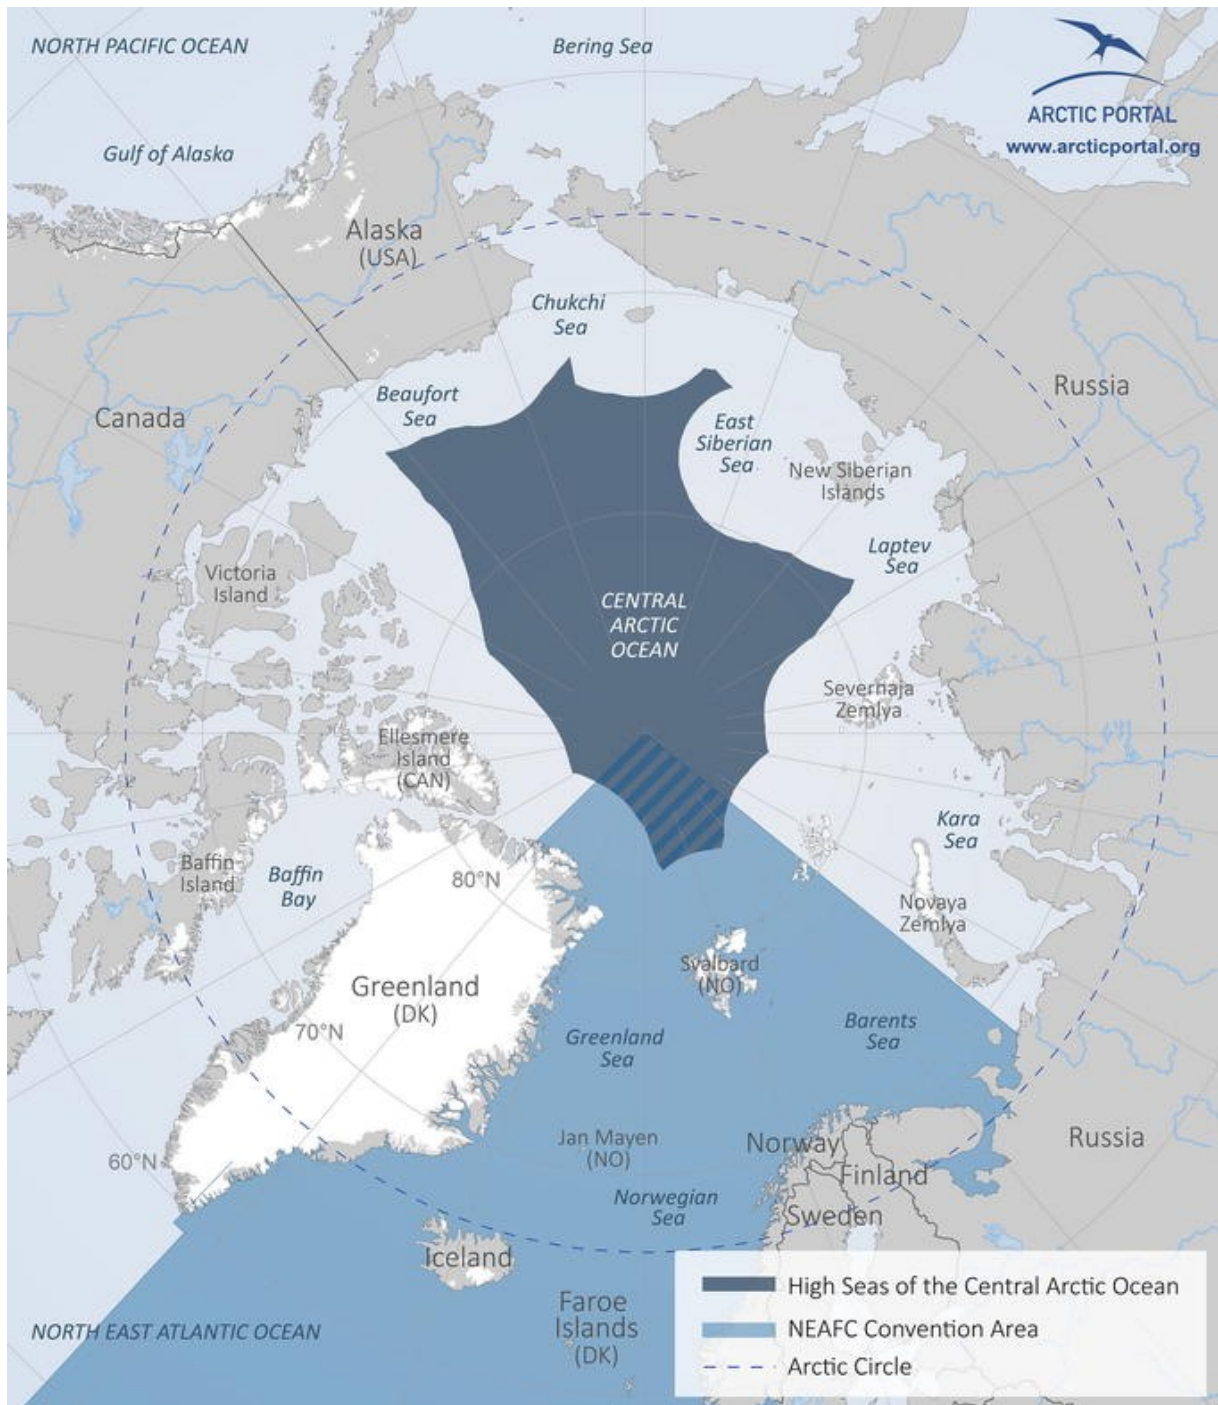 NORTH PACIFIC OCEAN
Bering Sea
ARCTIC PORTAL
www.arcticportal.org
Gulf of Alaska
Alaska
(USA)
Chukchi
Sea
Beaufort
Sea
Canada
Russia
East
Siberian
Sea
New Siberian
Islands
Laptev
Sea
Victoria
Island
CENTRAL
ARCTIC
OCEAN
Severnaja
Zemlya
Ellesmere
Island
(CAN)
Kara
Sea
Baffin
Island
Baffin
Bay
80°N
Novaya
Zemlya
Svalbard
(NO)
Greenland
(DK)
70°N
Greenland
Sea
Barents
Sea
60°N
Jan Mayen
(NO)
Norway
Finland
Russia
Norwegian
Sea
Sweden
Iceland
Faroe
Islands
(DK)
NORTH EAST ATLANTIC OCEAN
High Seas of the Central Arctic Ocean
NEAFC Convention Area
Arctic Circle